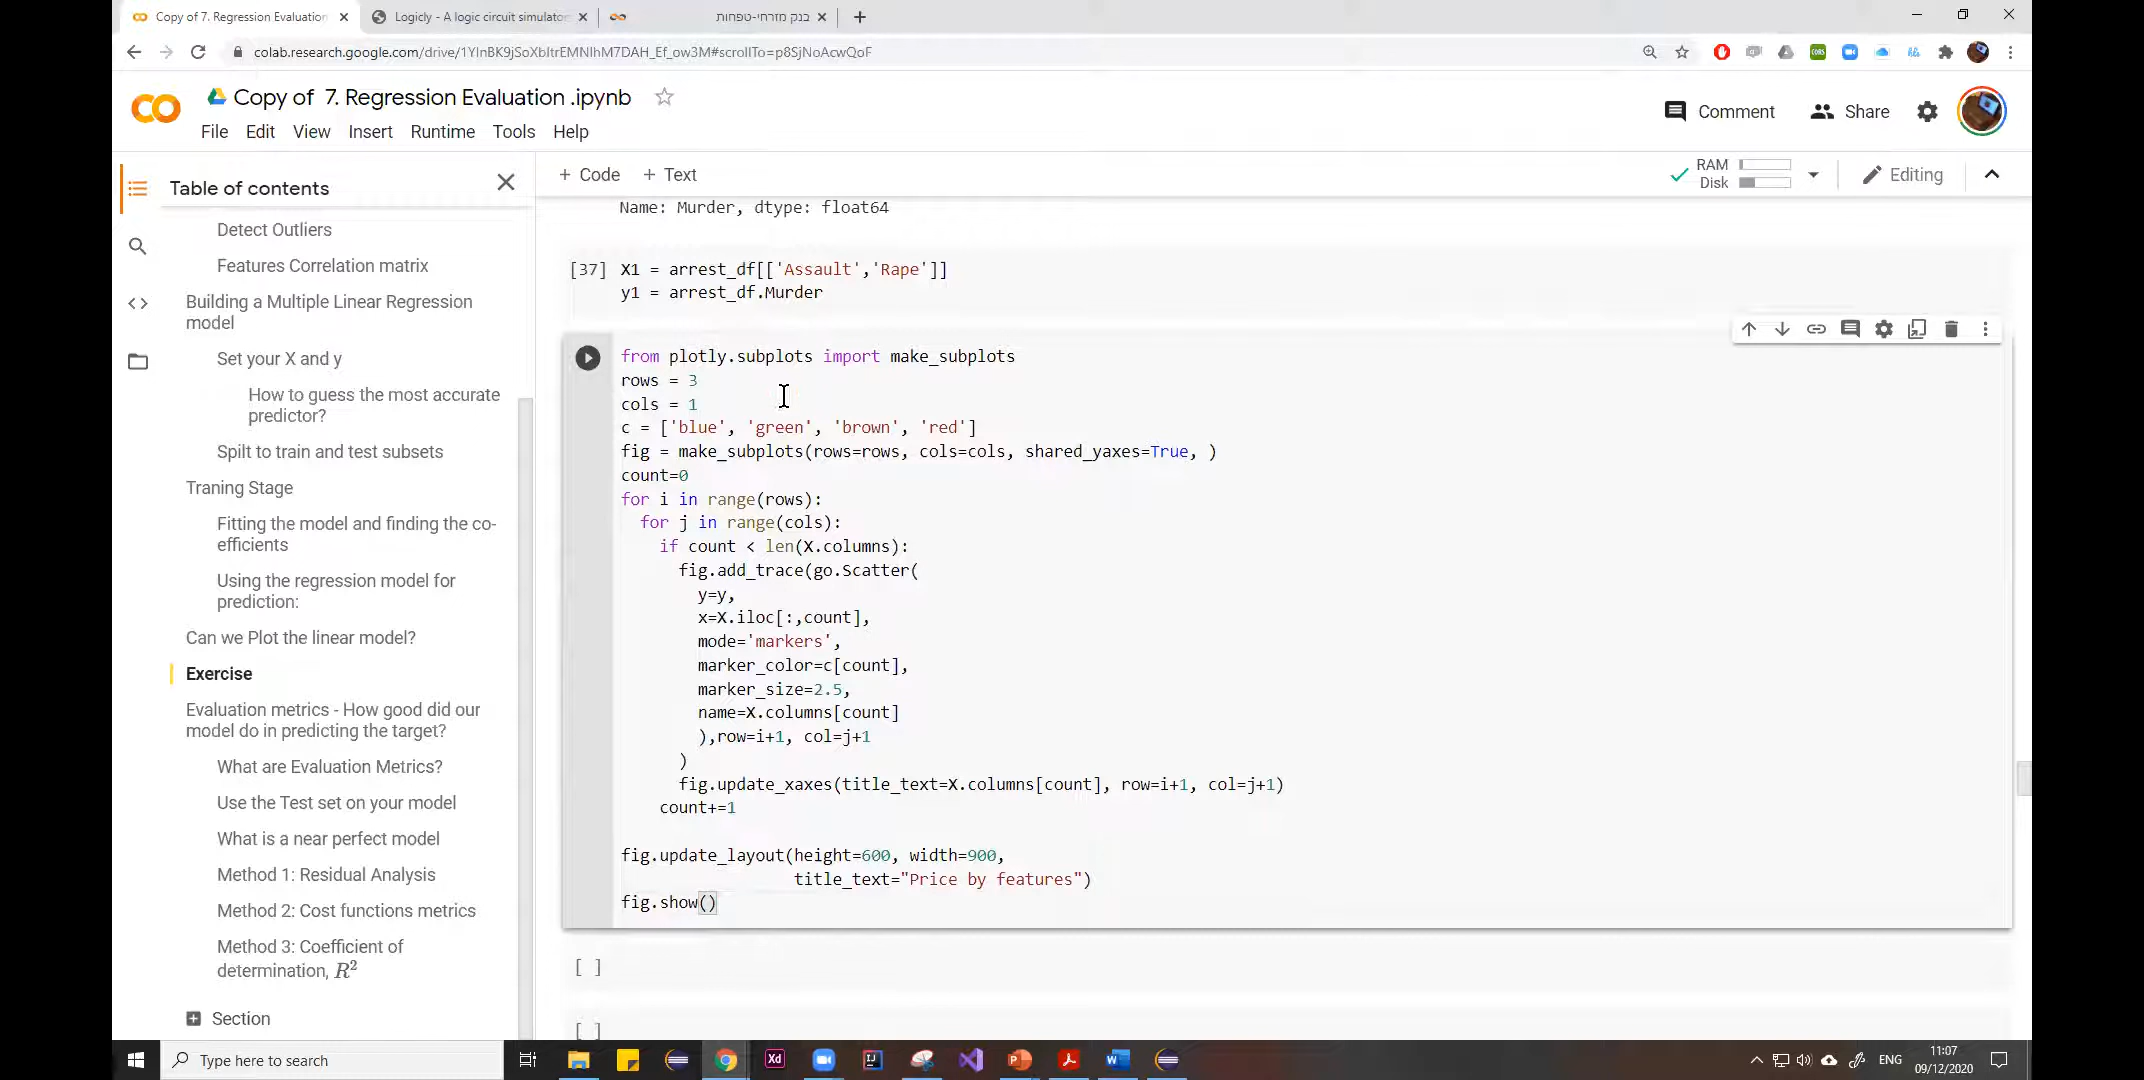 Copy of 7. Regression Evaluation
Logicly - A logic circuit simulator
בנק מזרחי-טפחות
colab.research.google.com/drive/1YInBK9jSoXbItrEMNIhM7DAH_Ef_ow3M#scrollTo=p8SjNoAcwQoF
Copy of 7. Regression Evaluation .ipynb
Comment
Share
File Edit View Insert Runtime Tools Help
Table of contents
+ Code + Text
RAM
Disk
Editing
Detect Outliers
Features Correlation matrix
Building a Multiple Linear Regression
model
Set your X and y
How to guess the most accurate
predictor?
Spilt to train and test subsets
Traning Stage
Fitting the model and finding the co-
efficients
Using the regression model for
prediction:
Can we Plot the linear model?
Exercise
Evaluation metrics - How good did our
model do in predicting the target?
What are Evaluation Metrics?
Use the Test set on your model
What is a near perfect model
Method 1: Residual Analysis
Method 2: Cost functions metrics
Method 3: Coefficient of
determination, R²
Section
Name: Murder, dtype: float64
[37] X1 = arrest_df[['Assault','Rape']]
y1 = arrest_df.Murder
from plotly.subplots import make_subplots
rows = 3
cols = 1
c = ['blue', 'green', 'brown', 'red']
fig = make_subplots(rows=rows, cols=cols, shared_yaxes=True, )
count=0
for i in range(rows):
for j in range(cols):
if count < len(X.columns):
fig.add_trace(go.Scatter(
y=y,
x=X.iloc[:,count],
mode='markers',
marker_color=c[count],
marker_size=2.5,
name=X.columns[count]
),row=i+1, col=j+1
)
fig.update_xaxes(title_text=X.columns[count], row=i+1, col=j+1)
count+=1
fig.update_layout(height=600, width=900,
title_text="Price by features")
fig.show()
[ ]
[ ]
Type here to search
Xd
IJ
ENG
11:07
09/12/2020